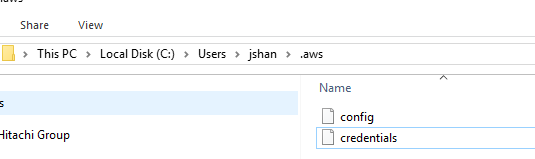 Share
View
This PC
Local Disk (C:)
Users
jshan
.aws
Name
config
Hitachi Group
credentials